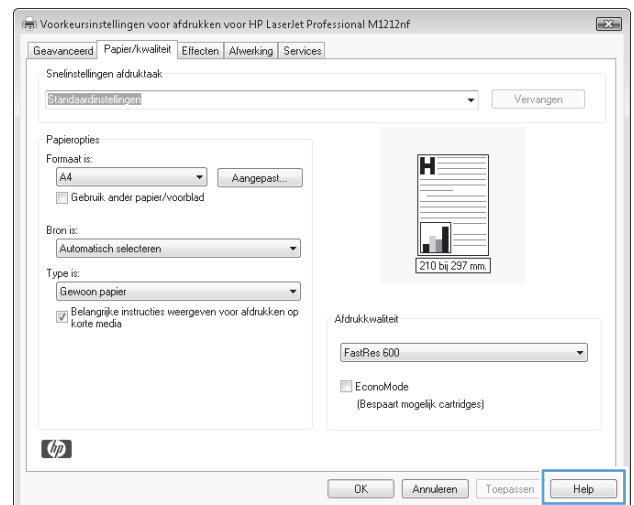 Voorkeursinstellingen voor afdrukken voor HP LaserJet Professional M1212nf
Geavanceerd Papier/kwaliteit Effecten Afwerking Services
Snelinstellingen afdruktaak
Standaardinstellingen Vervangen
Papieropties
Formaat is:
A4 Aangepast...
Gebruik ander papier/voorblad
Bron is:
Automatisch selecteren
Type is:
Gewoon papier
Belangrijke instructies weergeven voor afdrukken op
korte media
H
210 bij 297 mm.
Afdrukkwaliteit
FastRes 600
EconoMode
(Bespaart mogelijk cartridges)
hp
OK Annuleren Toepassen Help